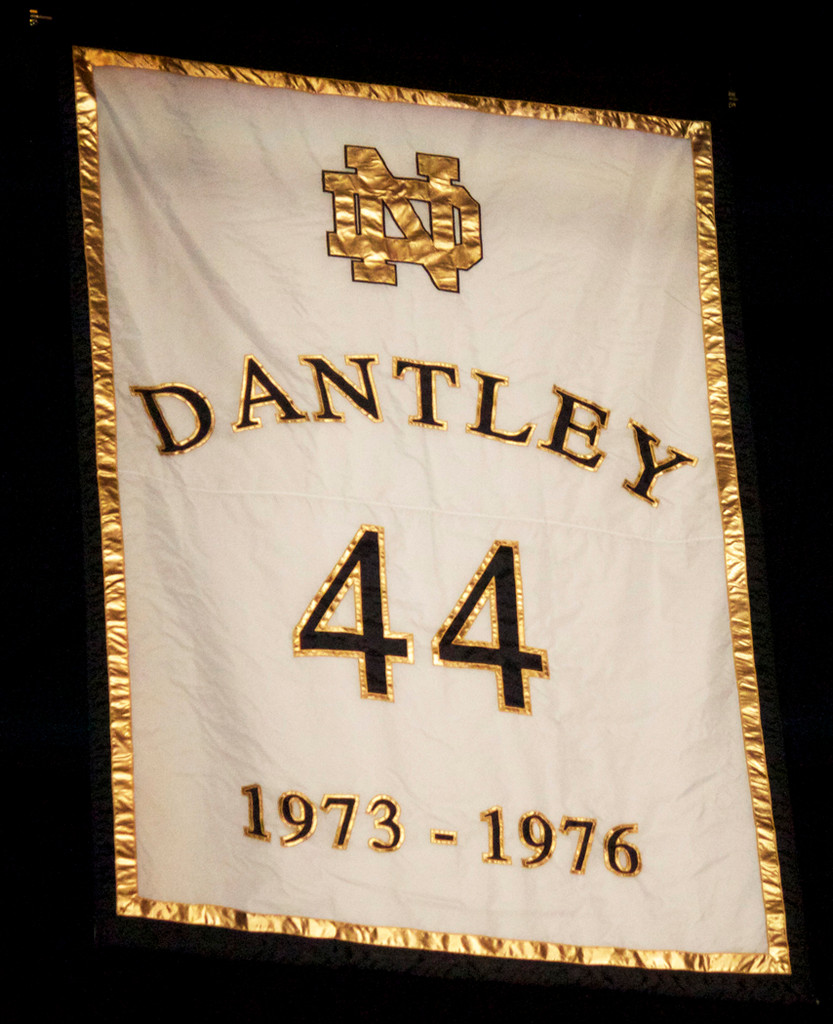 ND
DANTLEY
44
1973 - 1976